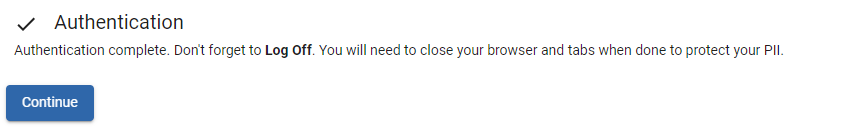 Authentication
Authentication complete. Don't forget to Log Off. You will need to close your browser and tabs when done to protect your PII.
Continue